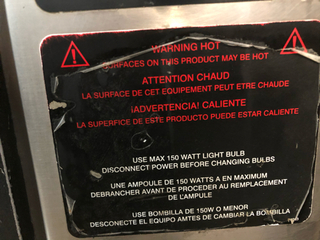 WARNING HOT
SURFACES ON THIS PRODUCT MAY BE HOT
ATTENTION CHAUD
LA SURFACE DE CET EQUIPEMENT PEUT ETRE CHAUDE
¡ADVERTENCIA! CALIENTE
LA SUPERFICE DE ESTE PRODUCTO PUEDE ESTAR CALIENTE
USE MAX 150 WATT LIGHT BULB
DISCONNECT POWER BEFORE CHANGING BULBS
UNE AMPOULE DE 150 WATTS A EN MAXIMUM
DEBRANCHER AVANT DE PROCEDER AU REMPLACEMENT
DE L'AMPULE
USE BOMBILLA DE 150W O MENOR
DESCONECTE EL EQUIPO ANTES DE CAMBIAR LA BOMBILLA